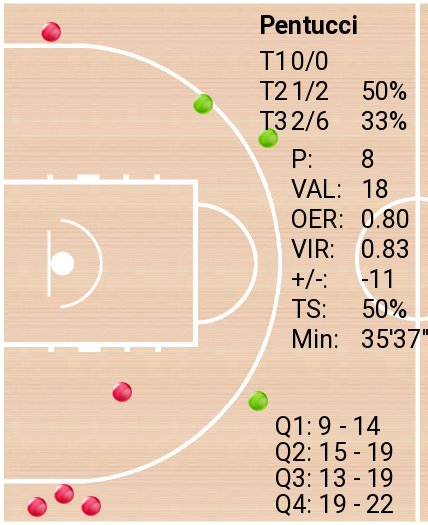 Pentucci
T1 0/0
T2 1/2 50%
T3 2/6 33%
P: 8
VAL: 18
OER: 0.80
VIR: 0.83
+/-: -11
TS: 50%
Min: 35'37"
Q1: 9 - 14
Q2: 15 - 19
Q3: 13 - 19
Q4: 19 - 22